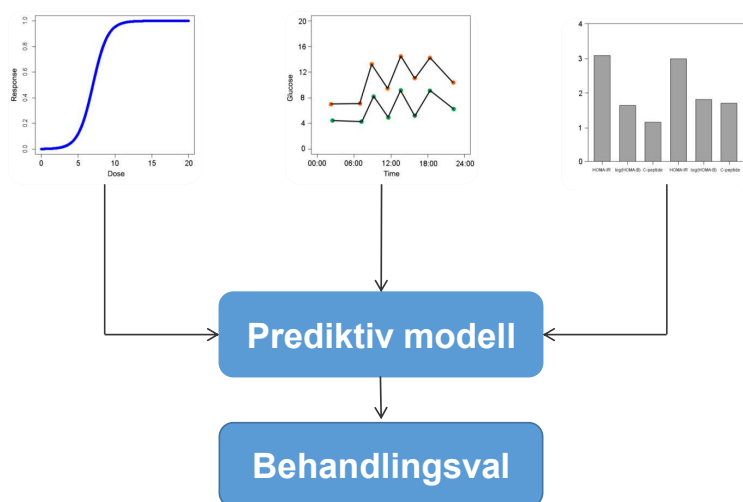 Response
0.0 0.2 0.4 0.6 0.8 1.0
0 5 10 15 20
Dose
Glucose
20
16
12
8
4
0
00:00 06:00 12:00 18:00 24:00
Time
4
3
2
1
0
HOMA-IR log(HOMA-B) C-peptide HOMA-IR log(HOMA-B) C-peptide
Prediktiv modell
Behandlingsval